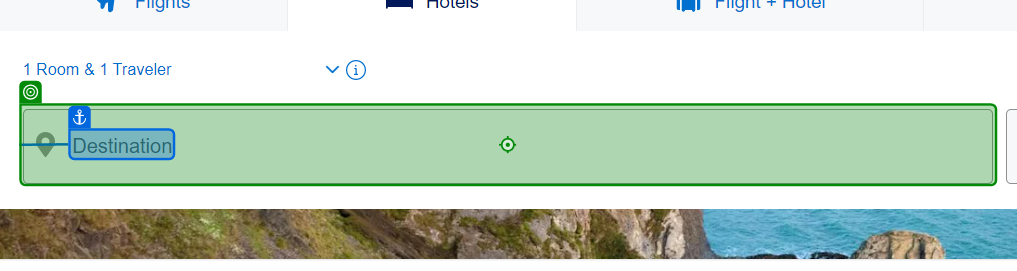 Flights
Hotels
Flight + Hotel
1 Room & 1 Traveler
Destination